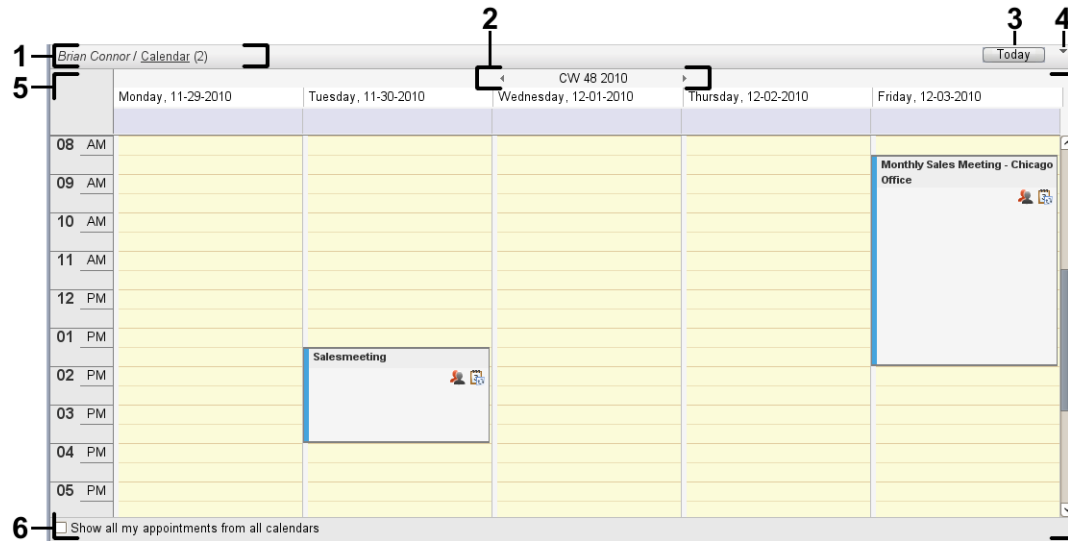 2 3 4
1 Brian Connor / Calendar (2) Today
5 CW 48 2010
Monday, 11-29-2010 Tuesday, 11-30-2010 Wednesday, 12-01-2010 Thursday, 12-02-2010 Friday, 12-03-2010
08 AM
Monthly Sales Meeting - Chicago
Office
09 AM
10 AM
11 AM
12 PM
01 PM
Salesmeeting
02 PM
03 PM
04 PM
05 PM
6 Show all my appointments from all calendars